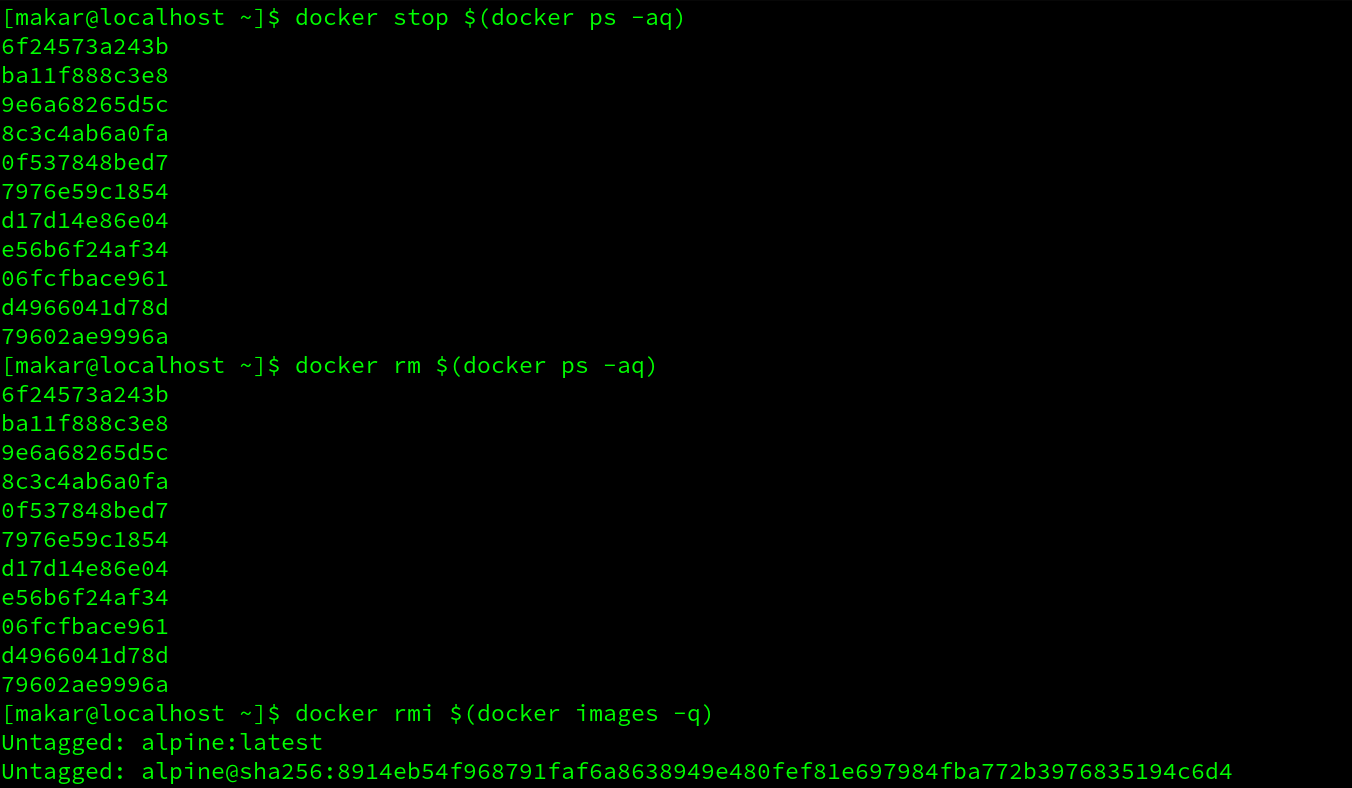 [makar@localhost ~]$ docker stop $(docker ps -aq)
6f24573a243b
ba11f888c3e8
9e6a68265d5c
8c3c4ab6a0fa
0f537848bed7
7976e59c1854
d17d14e86e04
e56b6f24af34
06fcfbace961
d4966041d78d
79602ae9996a
[makar@localhost ~]$ docker rm $(docker ps -aq)
6f24573a243b
ba11f888c3e8
9e6a68265d5c
8c3c4ab6a0fa
0f537848bed7
7976e59c1854
d17d14e86e04
e56b6f24af34
06fcfbace961
d4966041d78d
79602ae9996a
[makar@localhost ~]$ docker rmi $(docker images -q)
Untagged: alpine:latest
Untagged: alpine@sha256:8914eb54f968791faf6a8638949e480fef81e697984fba772b3976835194c6d4